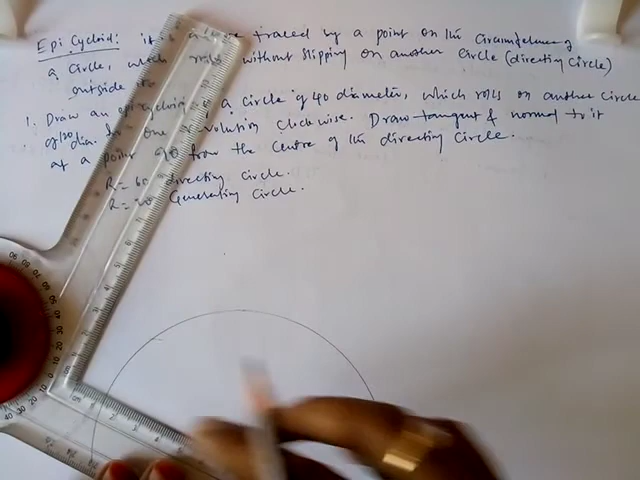 Epi Cycloid: it is a traced by a point on the circumference of
a circle, which rolls without slipping on another circle (directing circle)
outside it.
1. Draw an epicycloid of a circle of 40 diameter, which rolls on another circle
of 120 dia. for one revolution clockwise. Draw tangent & normal to it
at a point 90 from the centre of the directing circle.
R = 60 directing circle.
r = 20 Generating circle.